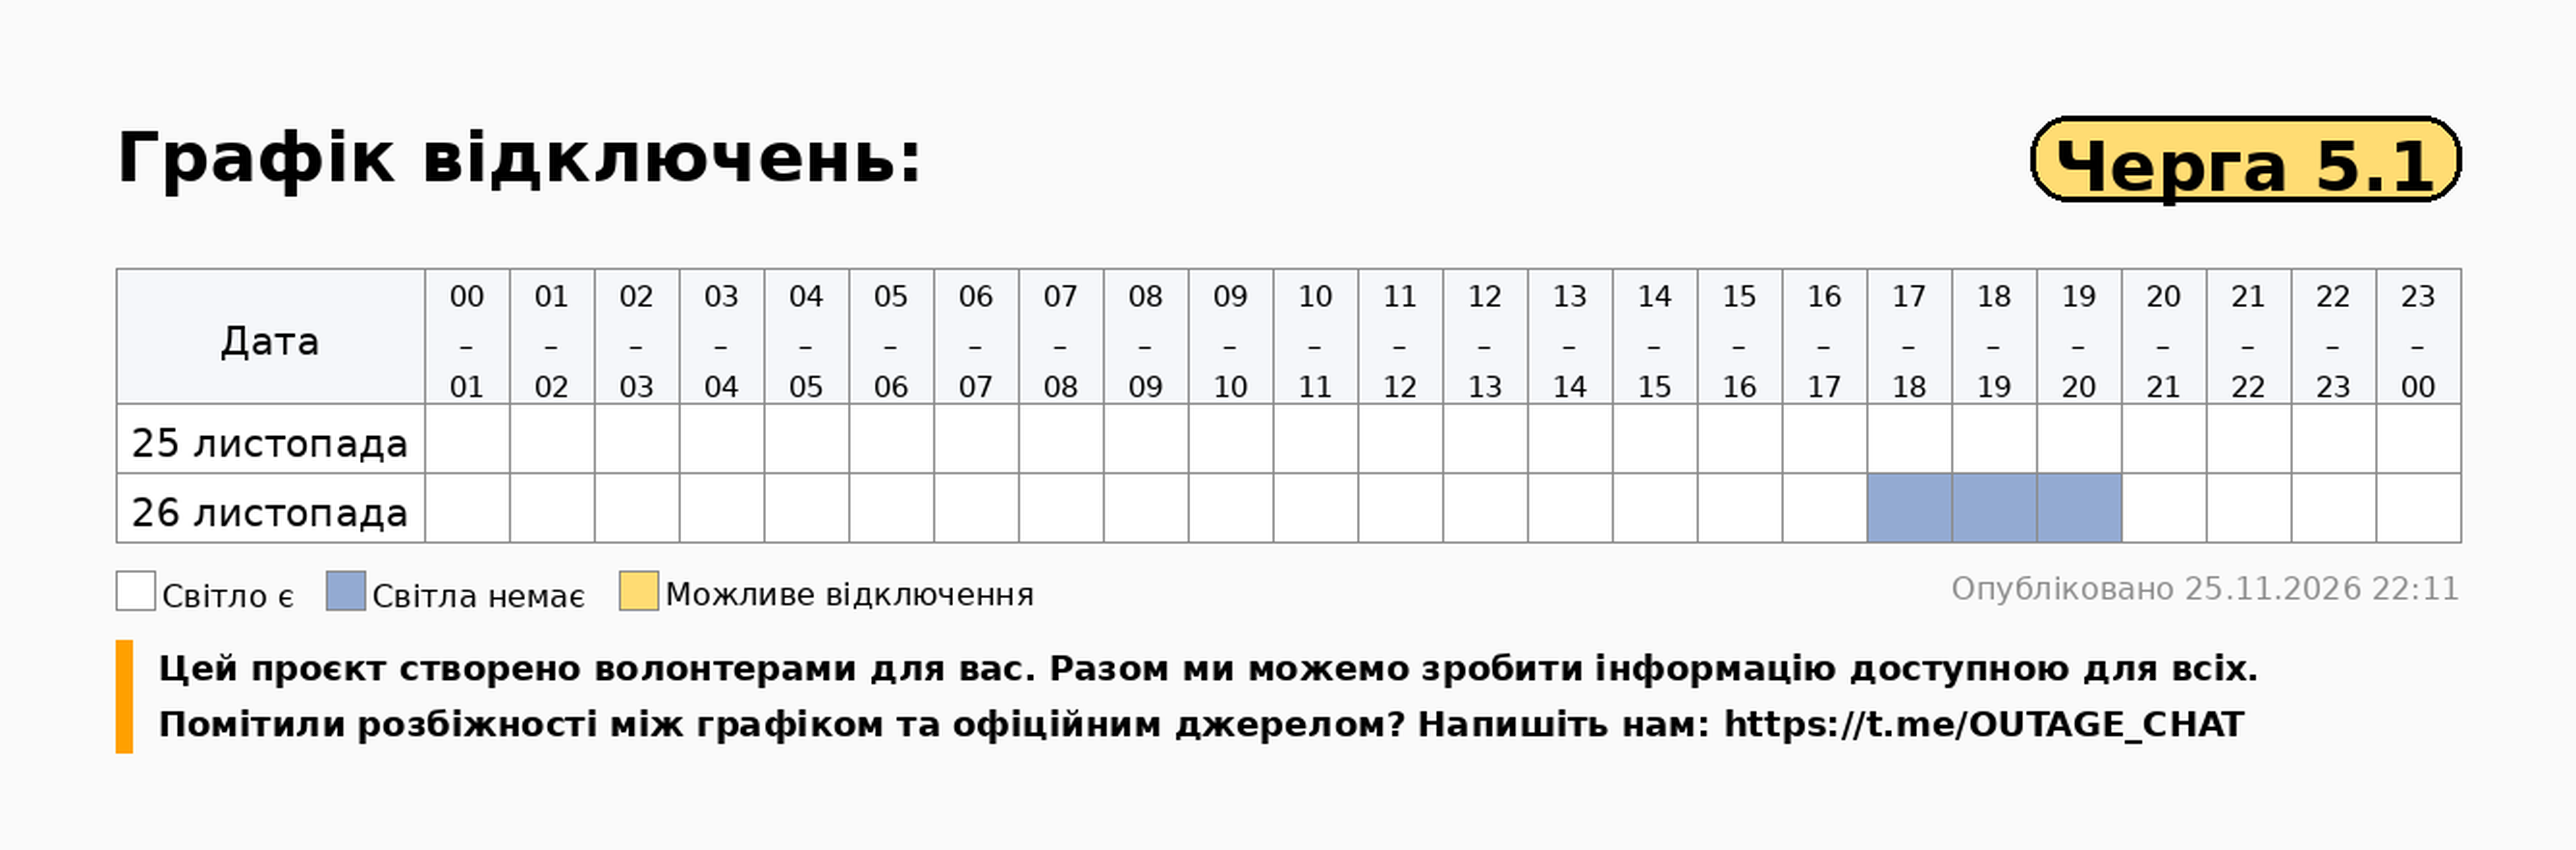 Графік відключень:
Черга 5.1
Дата
00 – 01
01 – 02
02 – 03
03 – 04
04 – 05
05 – 06
06 – 07
07 – 08
08 – 09
09 – 10
10 – 11
11 – 12
12 – 13
13 – 14
14 – 15
15 – 16
16 – 17
17 – 18
18 – 19
19 – 20
20 – 21
21 – 22
22 – 23
23 – 00
25 листопада
26 листопада
Світло є
Світла немає
Можливе відключення
Опубліковано 25.11.2026 22:11
Цей проєкт створено волонтерами для вас. Разом ми можемо зробити інформацію доступною для всіх.
Помітили розбіжності між графіком та офіційним джерелом? Напишіть нам: https://t.me/OUTAGE_CHAT